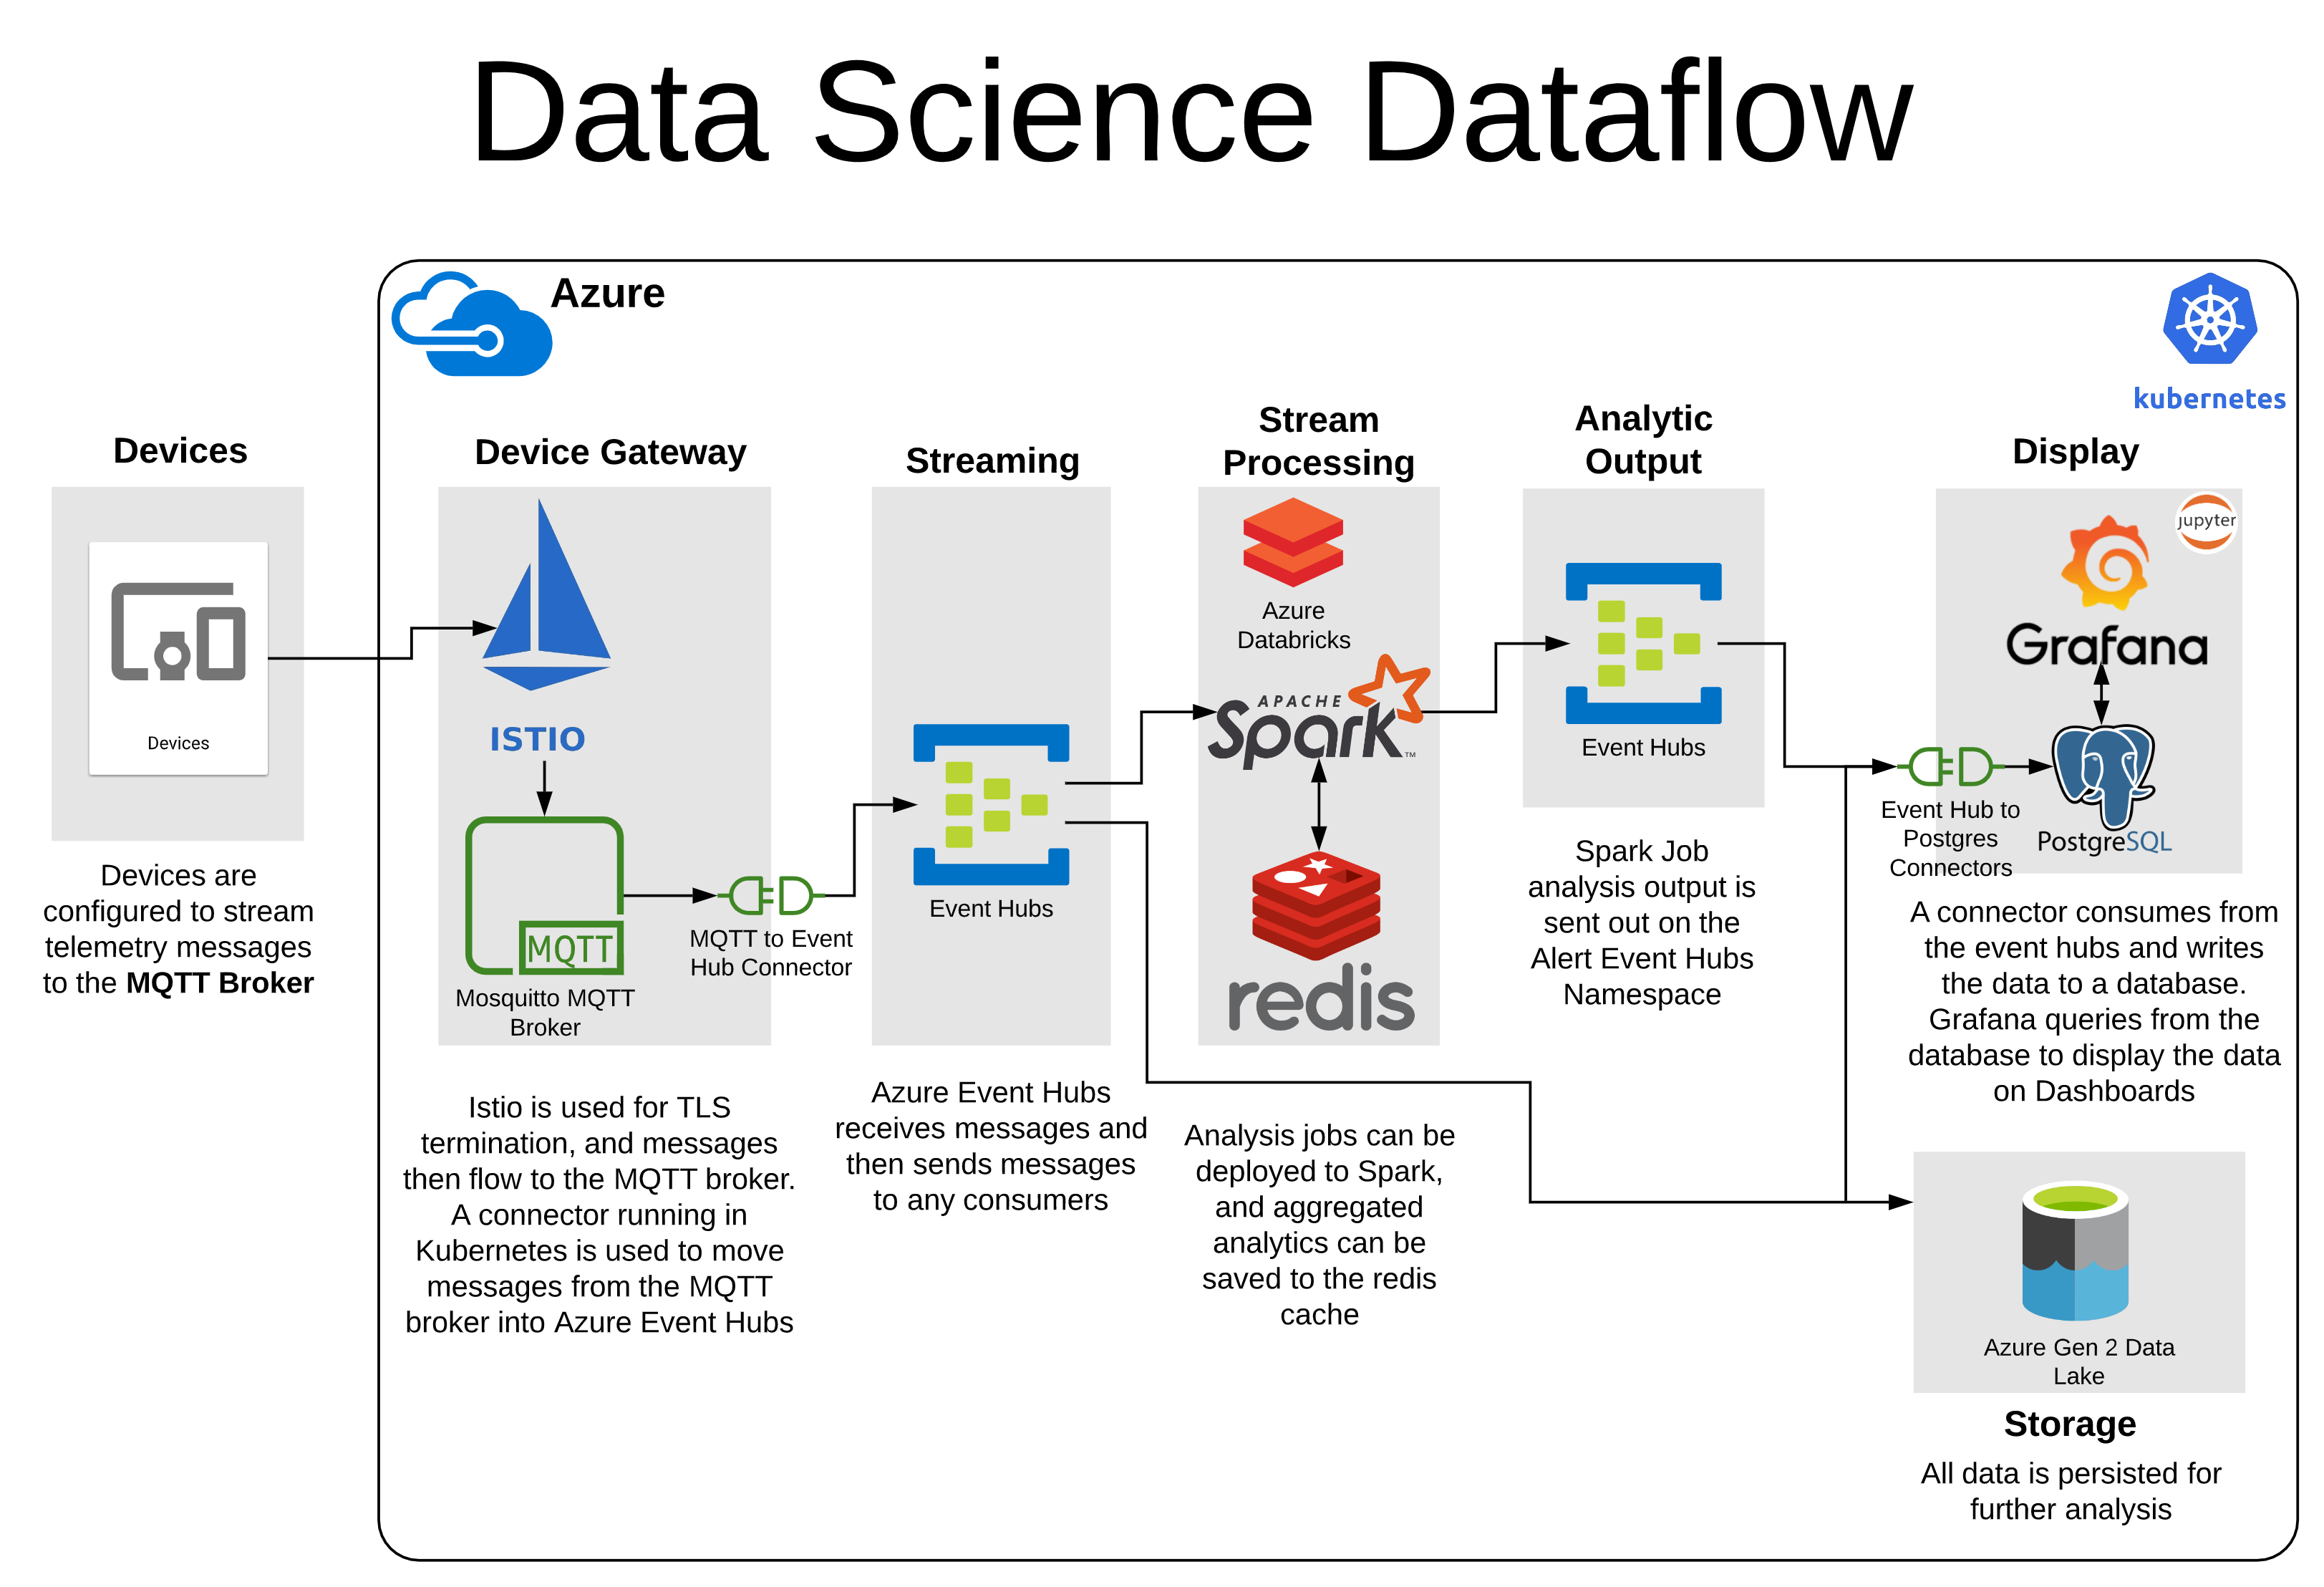 Data Science Dataflow
Azure
kubernetes
Devices
Devices
Devices are
configured to stream
telemetry messages
to the MQTT Broker
Device Gateway
ISTIO
MQTT
Mosquitto MQTT
Broker
MQTT to Event
Hub Connector
Istio is used for TLS
termination, and messages
then flow to the MQTT broker.
A connector running in
Kubernetes is used to move
messages from the MQTT
broker into Azure Event Hubs
Streaming
Event Hubs
Azure Event Hubs
receives messages and
then sends messages
to any consumers
Stream
Processing
Azure
Databricks
APACHE
Spark™
redis
Analysis jobs can be
deployed to Spark,
and aggregated
analytics can be
saved to the redis
cache
Analytic
Output
Event Hubs
Spark Job
analysis output is
sent out on the
Alert Event Hubs
Namespace
Display
jupyter
Grafana
PostgreSQL
Event Hub to
Postgres
Connectors
A connector consumes from
the event hubs and writes
the data to a database.
Grafana queries from the
database to display the data
on Dashboards
Azure Gen 2 Data
Lake
Storage
All data is persisted for
further analysis